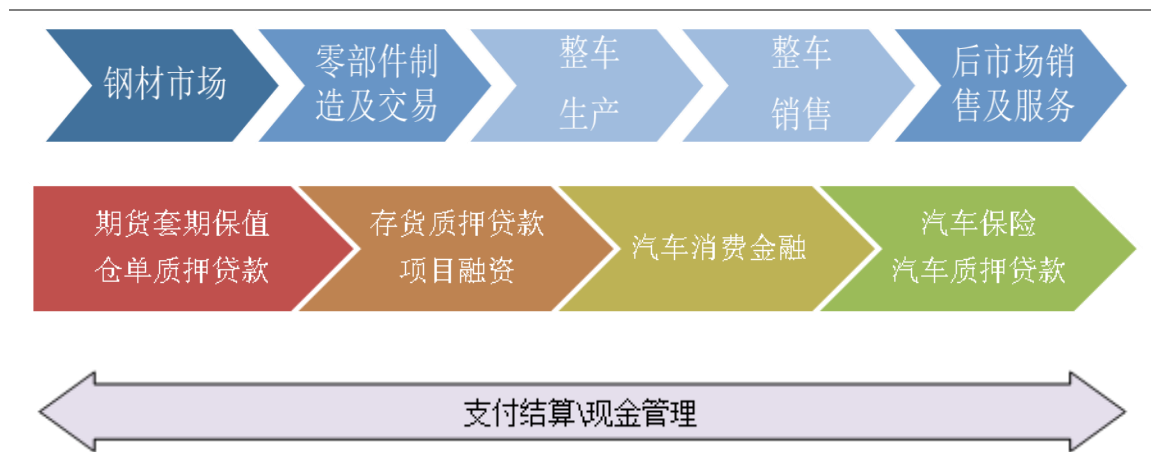 钢材市场
零部件制
造及交易
整车
生产
整车
销售
后市场销
售及服务
期货套期保值
仓单质押贷款
存货质押贷款
项目融资
汽车消费金融
汽车保险
汽车质押贷款
支付结算\现金管理